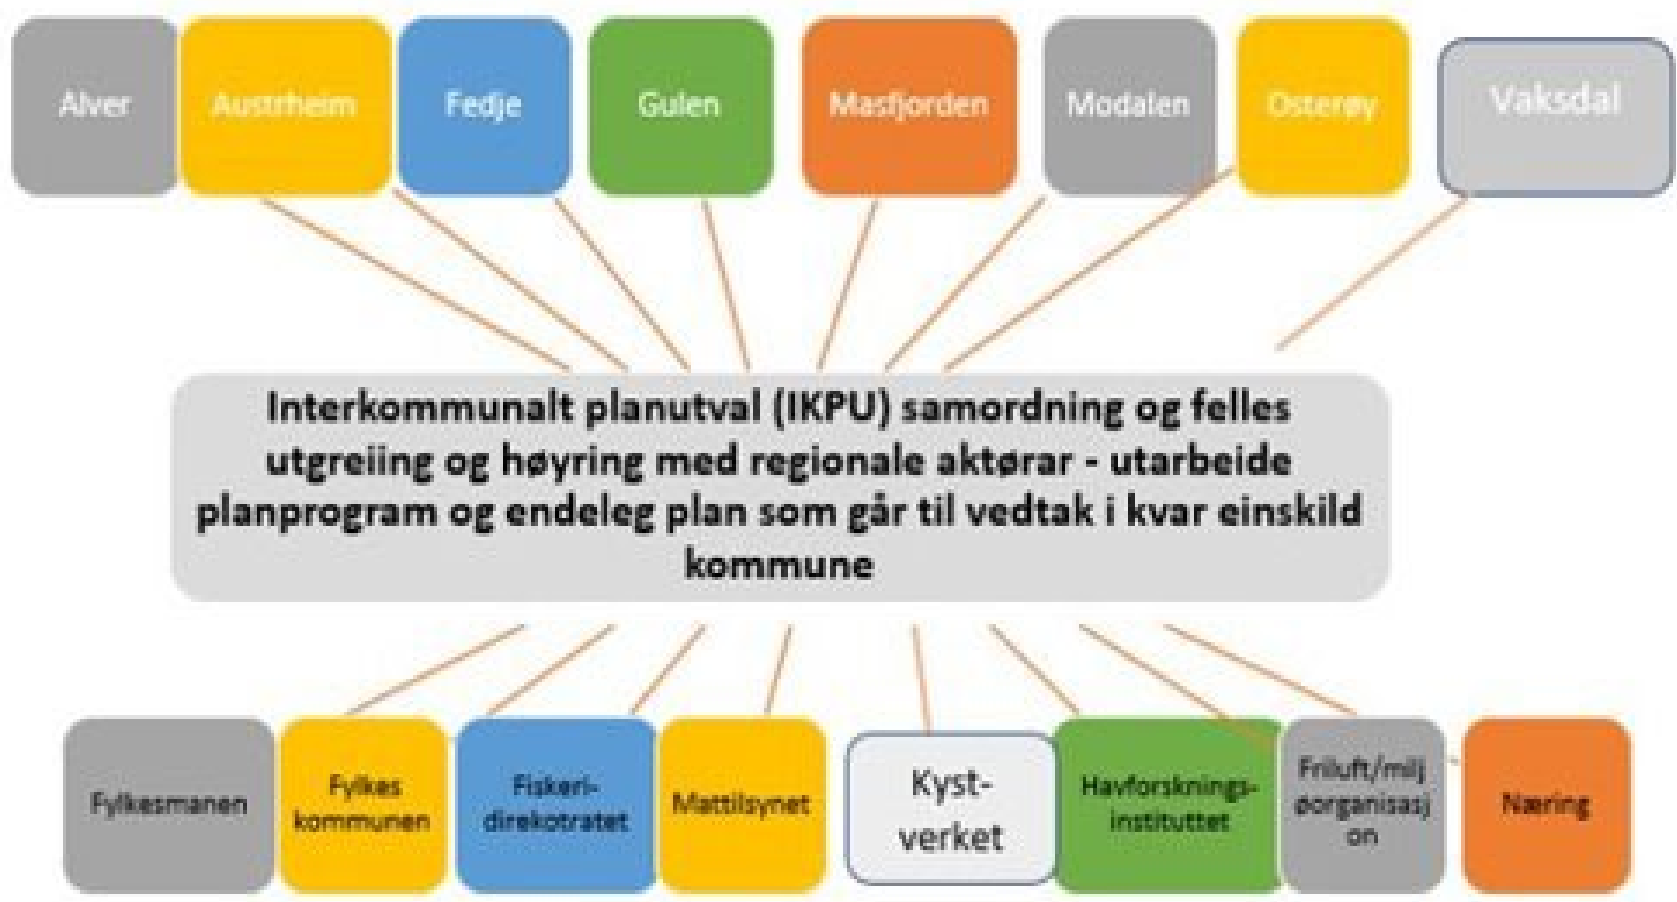 Alver
Austrheim
Fedje
Gulen
Masfjorden
Modalen
Osterøy
Vaksdal
Interkommunalt planutval (IKPU) samordning og felles
utgreiing og høyring med regionale aktørar - utarbeide
planprogram og endeleg plan som går til vedtak i kvar einskild
kommune
Fylkesmanen
Fylkes
kommunen
Fiskeri-
direkotratet
Mattilsynet
Kyst-
verket
Havforsknings-
instituttet
Friluft/milj
øorganisasj
on
Næring